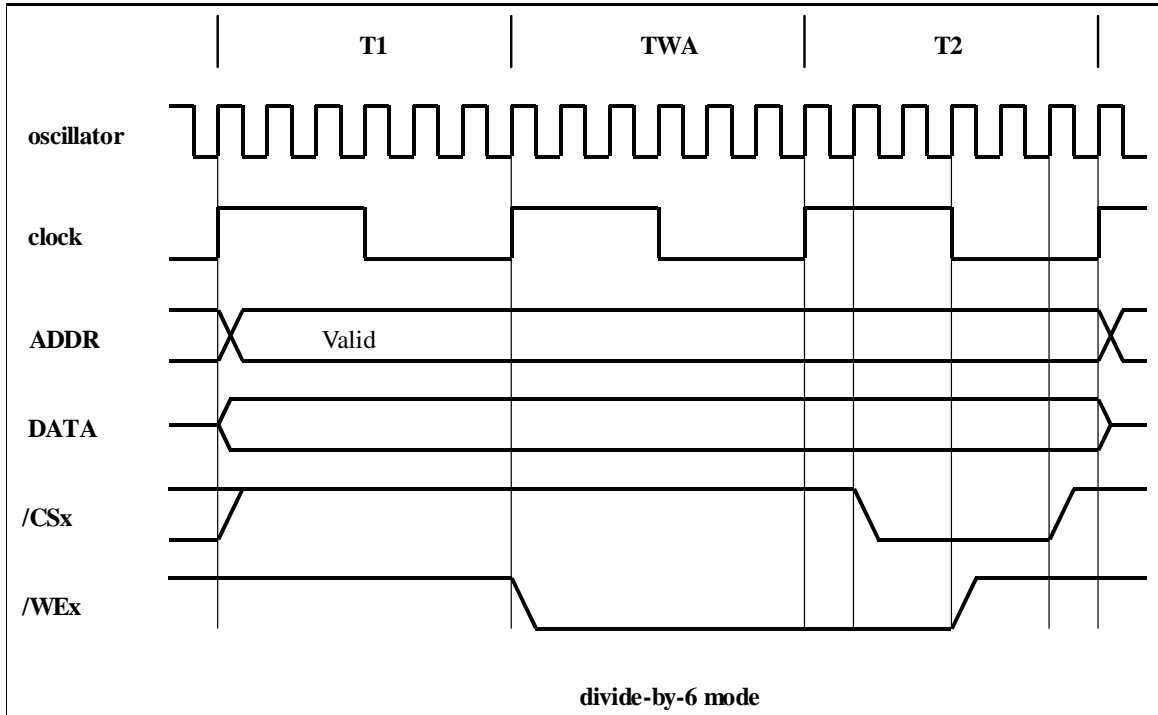 T1 TWA T2
oscillator
clock
ADDR Valid
DATA
/CSx
/WEx
divide-by-6 mode